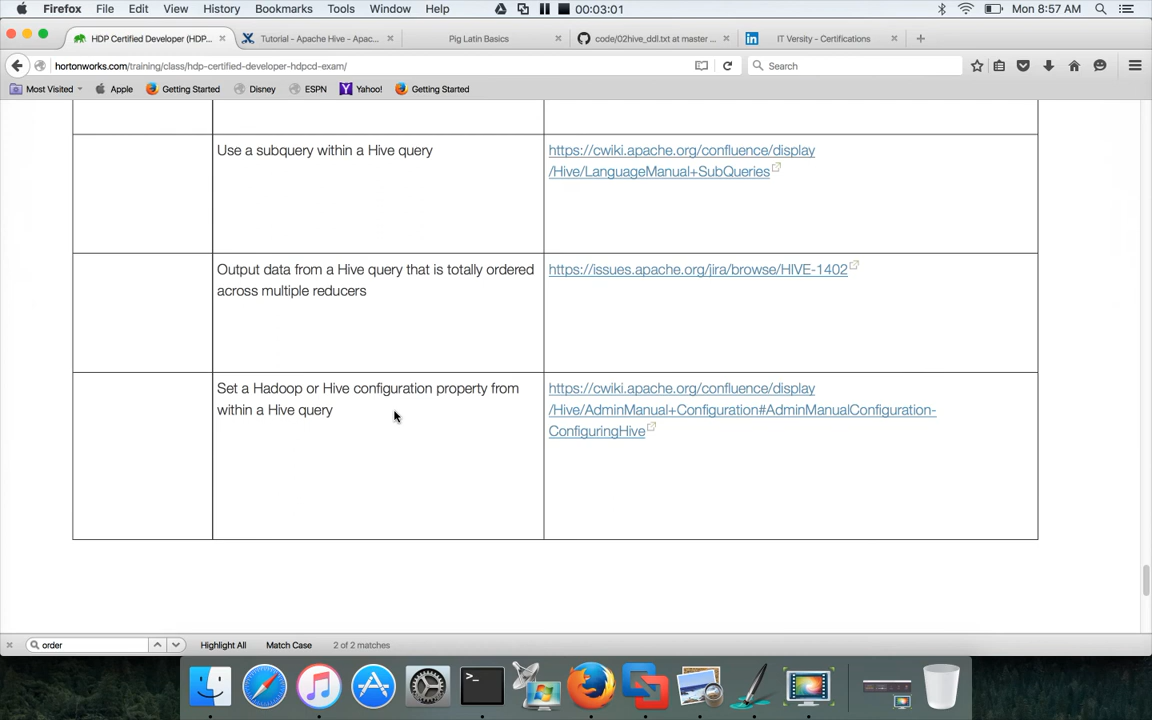 Firefox File Edit View History Bookmarks Tools Window Help 00:03:01 Mon 8:57 AM
HDP Certified Developer (HDP... Tutorial - Apache Hive - Apac... Pig Latin Basics code/02hive_ddl.txt at master ... IT Versity - Certifications
hortonworks.com/training/class/hdp-certified-developer-hdpcd-exam/ Search
Most Visited Apple Getting Started Disney ESPN Yahoo! Getting Started
Use a subquery within a Hive query
https://cwiki.apache.org/confluence/display
/Hive/LanguageManual+SubQueries
Output data from a Hive query that is totally ordered
across multiple reducers
https://issues.apache.org/jira/browse/HIVE-1402
Set a Hadoop or Hive configuration property from
within a Hive query
https://cwiki.apache.org/confluence/display
/Hive/AdminManual+Configuration#AdminManualConfiguration-
ConfiguringHive
order Highlight All Match Case 2 of 2 matches